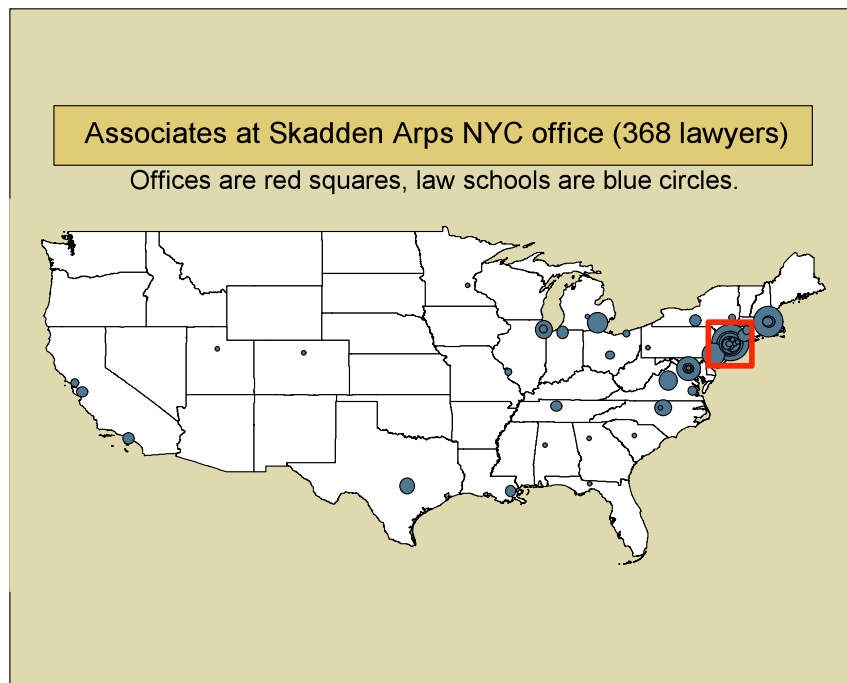 Associates at Skadden Arps NYC office (368 lawyers)
Offices are red squares, law schools are blue circles.